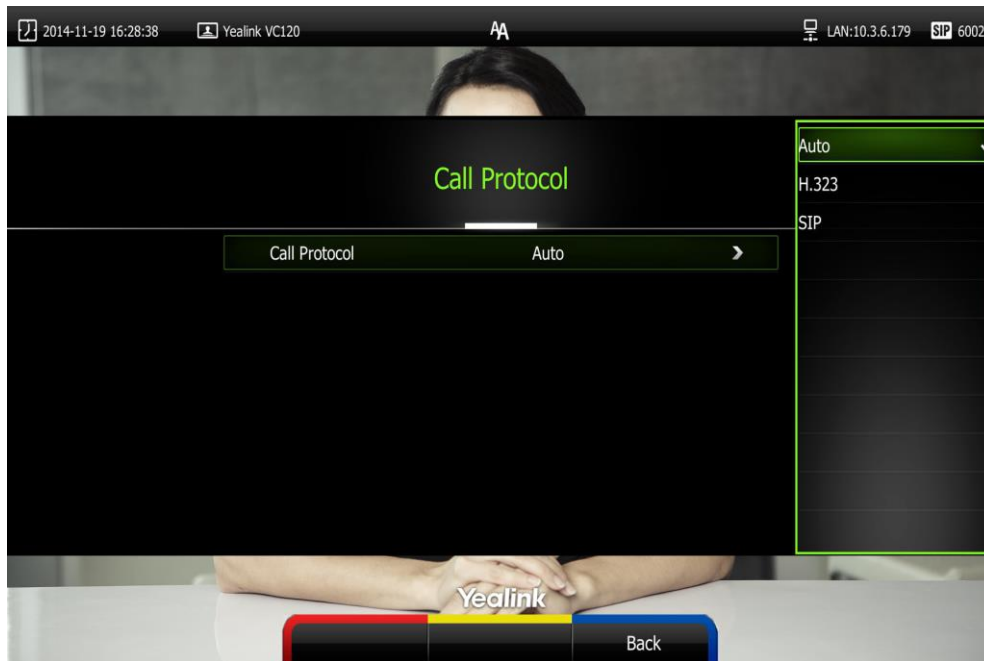 2014-11-19 16:28:38 Yealink VC120 AA LAN:10.3.6.179 SIP 6002
Call Protocol
Call Protocol Auto
Auto
H.323
SIP
Yealink
Back